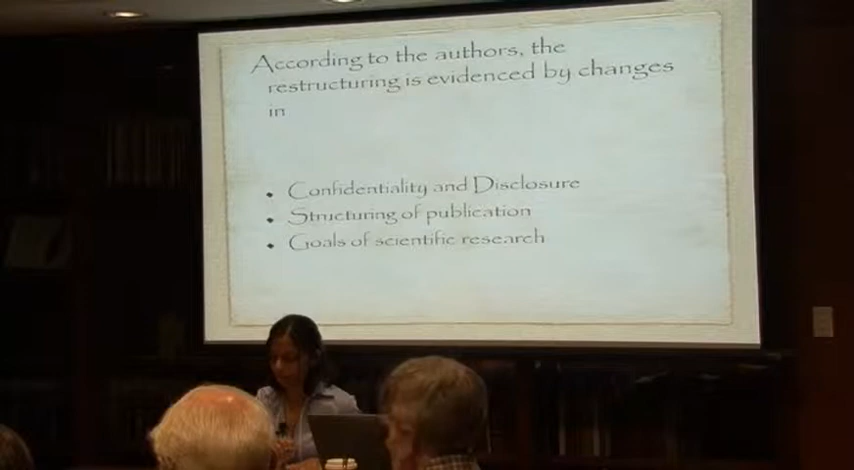 According to the authors, the
restructuring is evidenced by changes
in
• Confidentiality and Disclosure
• Structuring of publication
• Goals of scientific research